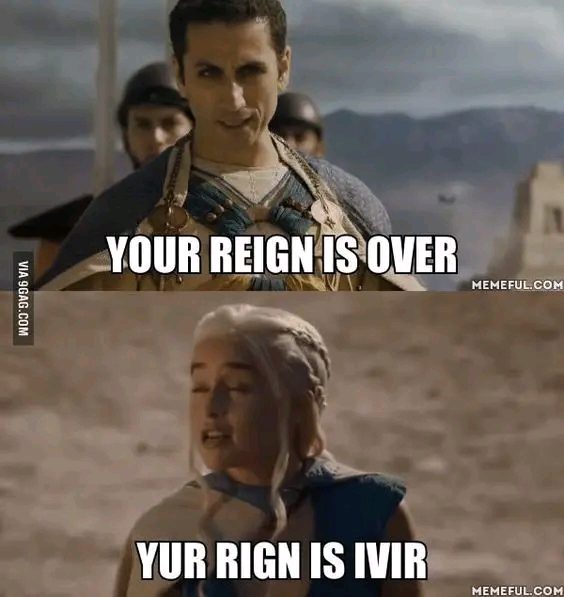 YOUR REIGN IS OVER
MEMEFUL.COM
VIA 9GAG.COM
YUR RIGN IS IVIR
MEMEFUL.COM